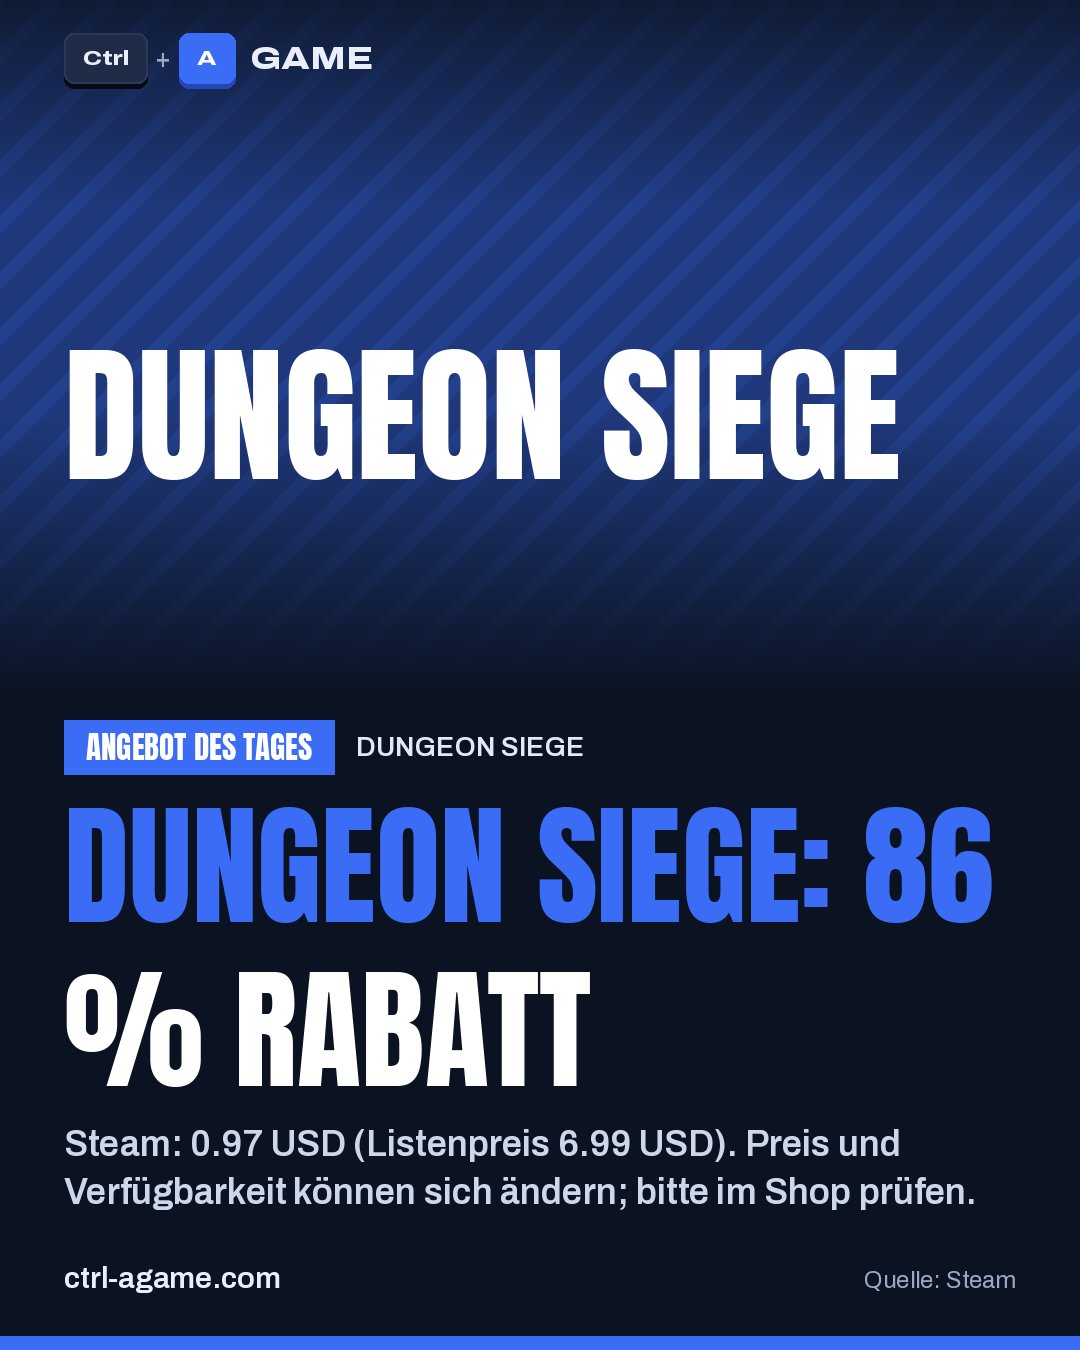 Ctrl + A GAME
DUNGEON SIEGE
ANGEBOT DES TAGES DUNGEON SIEGE
DUNGEON SIEGE: 86
% RABATT
Steam: 0.97 USD (Listenpreis 6.99 USD). Preis und
Verfügbarkeit können sich ändern; bitte im Shop prüfen.
ctrl-agame.com Quelle: Steam